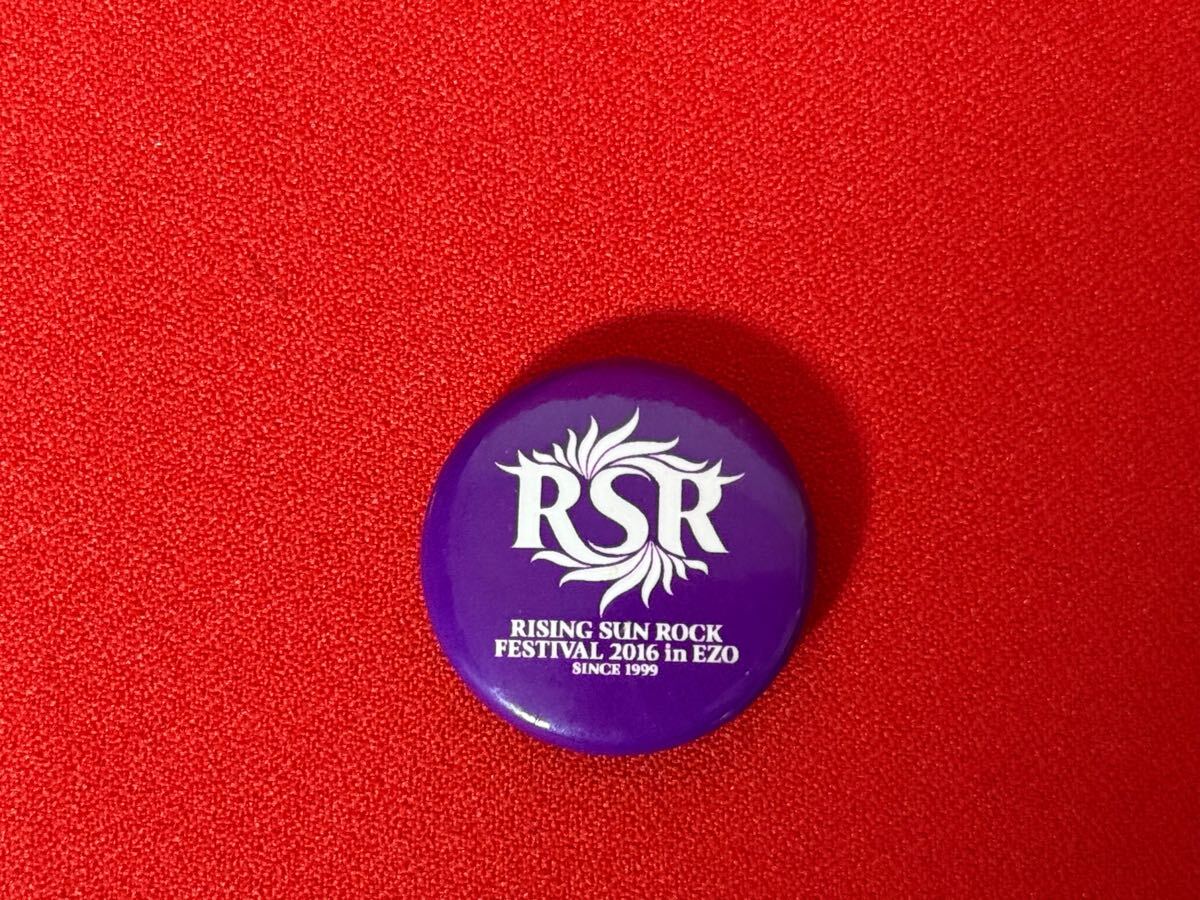 RSR
RISING SUN ROCK
FESTIVAL 2016 in EZO
SINCE 1999